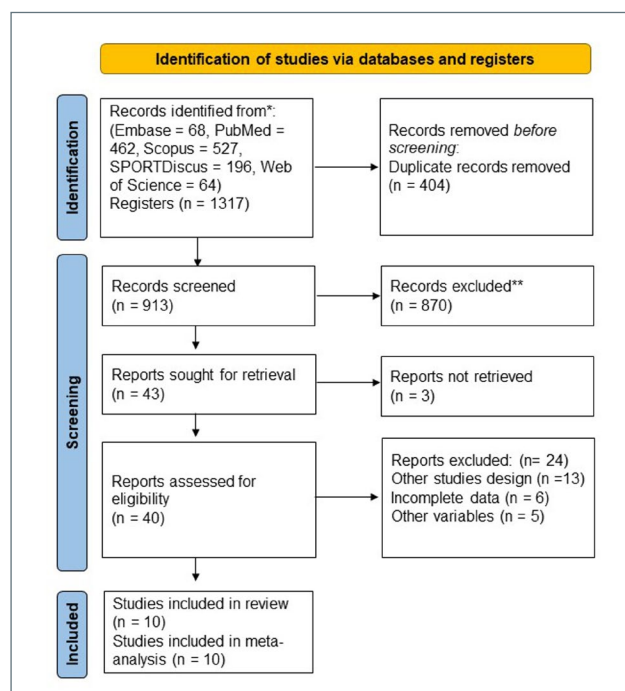 Identification of studies via databases and registers
Identification
Records identified from*:
(Embase = 68, PubMed =
462, Scopus = 527,
SPORTDiscus = 196, Web
of Science = 64)
Registers (n = 1317)
Records removed before
screening:
Duplicate records removed
(n = 404)
Screening
Records screened
(n = 913)
Records excluded**
(n = 870)
Reports sought for retrieval
(n = 43)
Reports not retrieved
(n = 3)
Reports assessed for
eligibility
(n = 40)
Reports excluded: (n= 24)
Other studies design (n =13)
Incomplete data (n = 6)
Other variables (n = 5)
Included
Studies included in review
(n = 10)
Studies included in meta-
analysis (n = 10)